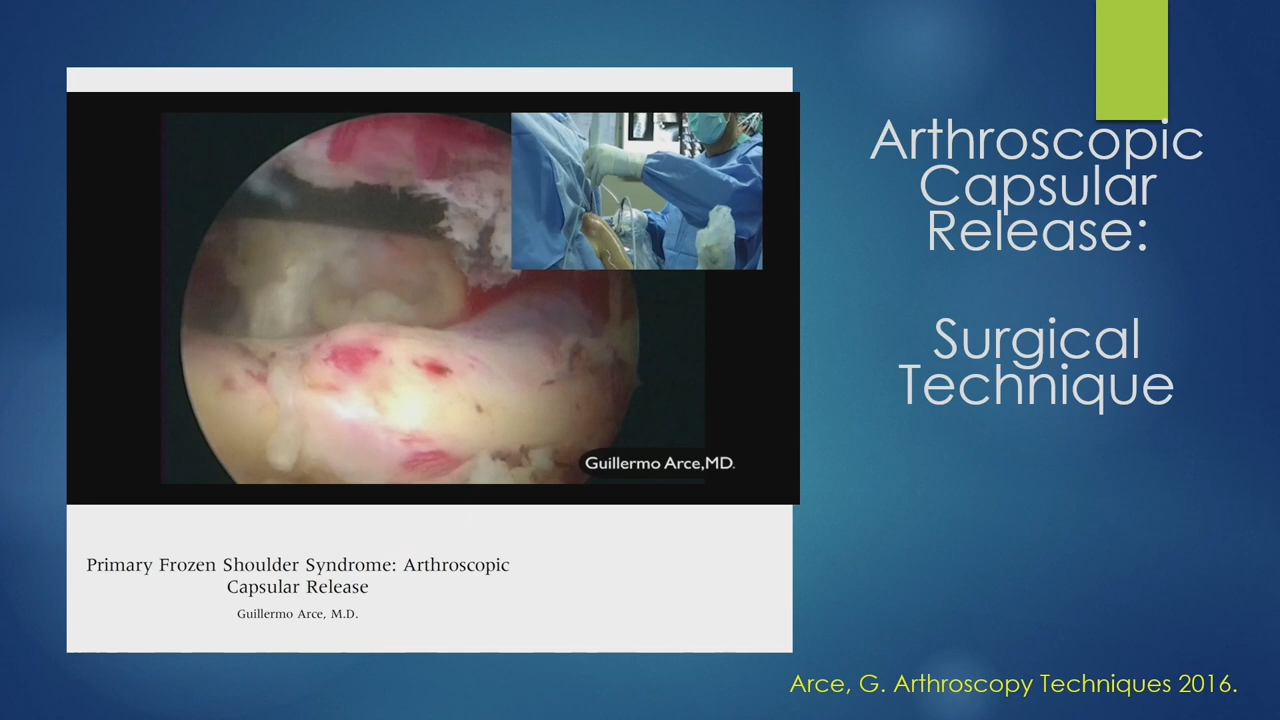 Arthroscopic
Capsular
Release:
Surgical
Technique
Guillermo Arce,MD.
Primary Frozen Shoulder Syndrome: Arthroscopic
Capsular Release
Guillermo Arce, M.D.
Arce, G. Arthroscopy Techniques 2016.